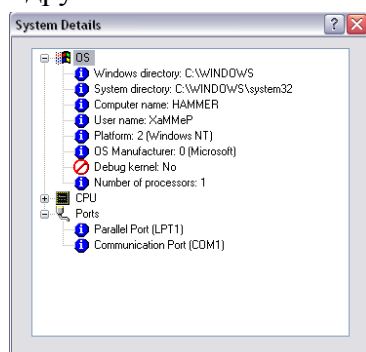 System Details
OS
Windows directory: C:\WINDOWS
System directory: C:\WINDOWS\system32
Computer name: HAMMER
User name: XaMMeP
Platform: 2 (Windows NT)
OS Manufacturer: 0 (Microsoft)
Debug kernel: No
Number of processors: 1
CPU
Ports
Parallel Port (LPT1)
Communication Port (COM1)